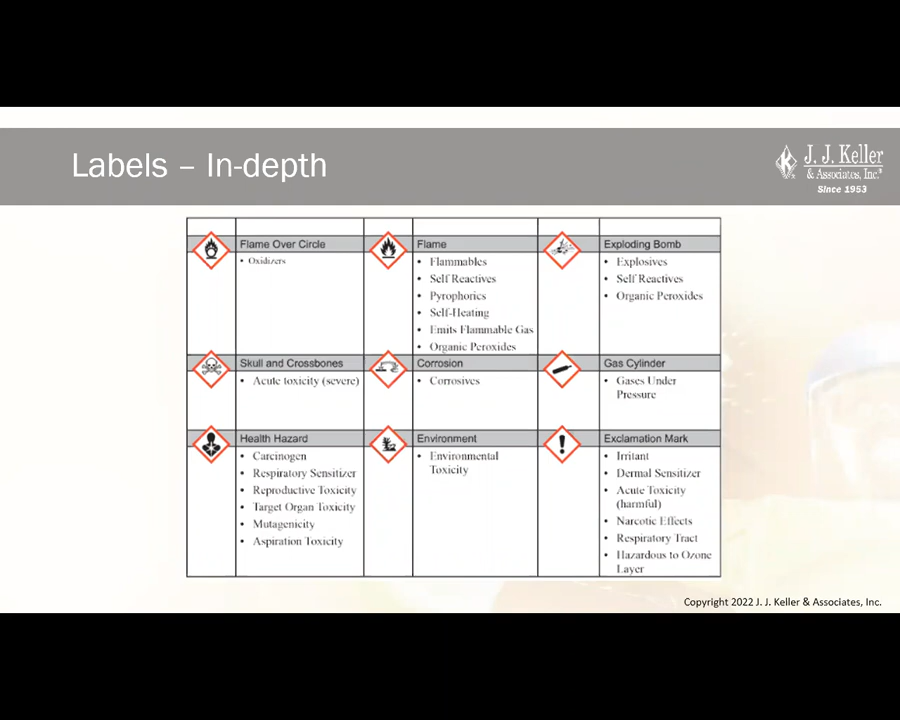 Labels – In-depth
J. J. Keller
& Associates, Inc.®
Since 1953
Flame Over Circle
• Oxidizers
Flame
• Flammables
• Self Reactives
• Pyrophorics
• Self-Heating
• Emits Flammable Gas
• Organic Peroxides
Exploding Bomb
• Explosives
• Self Reactives
• Organic Peroxides
Skull and Crossbones
• Acute toxicity (severe)
Corrosion
• Corrosives
Gas Cylinder
• Gases Under
Pressure
Health Hazard
• Carcinogen
• Respiratory Sensitizer
• Reproductive Toxicity
• Target Organ Toxicity
• Mutagenicity
• Aspiration Toxicity
Environment
• Environmental
Toxicity
Exclamation Mark
• Irritant
• Dermal Sensitizer
• Acute Toxicity
(harmful)
• Narcotic Effects
• Respiratory Tract
• Hazardous to Ozone
Layer
Copyright 2022 J. J. Keller & Associates, Inc.